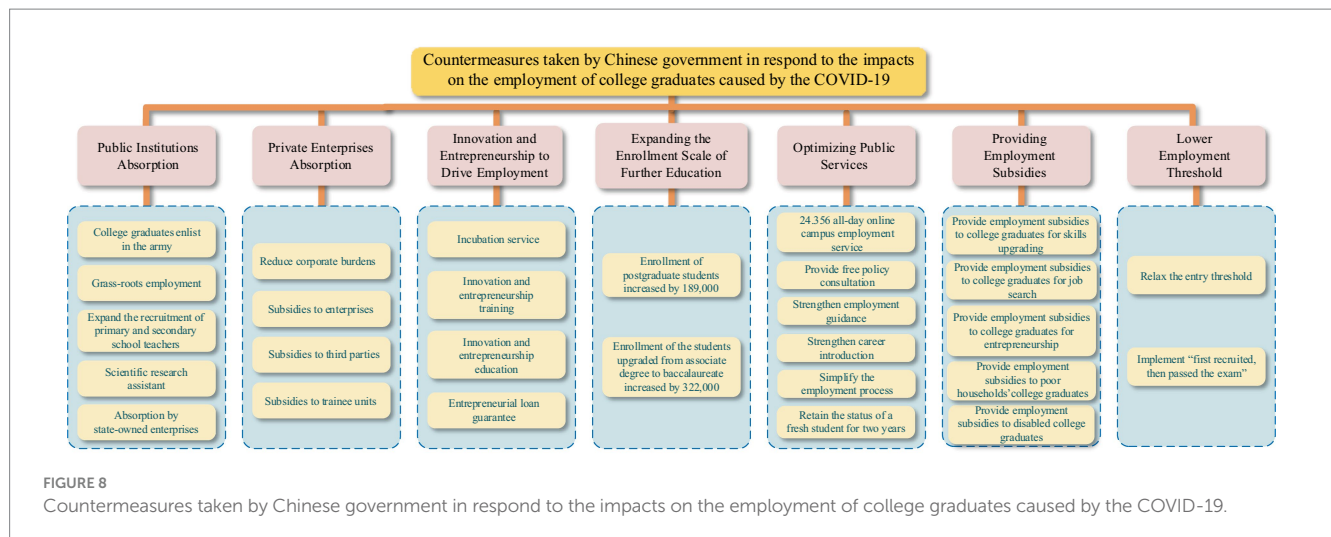 Countermeasures taken by Chinese government in respond to the impacts
on the employment of college graduates caused by the COVID-19
Public Institutions
Absorption
Private Enterprises
Absorption
Innovation and
Entrepreneurship to
Drive Employment
Expanding the
Enrollment Scale of
Further Education
Optimizing Public
Services
Providing
Employment
Subsidies
Lower
Employment
Threshold
College graduates enlist
in the army
Grass-roots employment
Expand the recruitment of
primary and secondary
school teachers
Scientific research
assistant
Absorption by
state-owned enterprises
Reduce corporate burdens
Subsidies to enterprises
Subsidies to third parties
Subsidies to trainee units
Incubation service
Innovation and
entrepreneurship
training
Innovation and
entrepreneurship
education
Entrepreneurial loan
guarantee
Enrollment of
postgraduate students
increased by 189,000
Enrollment of the students
upgraded from associate
degree to baccalaureate
increased by 322,000
24.356 all-day online
campus employment
service
Provide free policy
consultation
Strengthen employment
guidance
Strengthen career
introduction
Simplify the
employment process
Retain the status of a
fresh student for two years
Provide employment subsidies
to college graduates for skills
upgrading
Provide employment subsidies
to college graduates for job
search
Provide employment subsidies
to college graduates for
entrepreneurship
Provide employment
subsidies to poor
households'college graduates
Provide employment
subsidies to disabled college
graduates
Relax the entry threshold
Implement “first recruited,
then passed the exam”
FIGURE 8
Countermeasures taken by Chinese government in respond to the impacts on the employment of college graduates caused by the COVID-19.